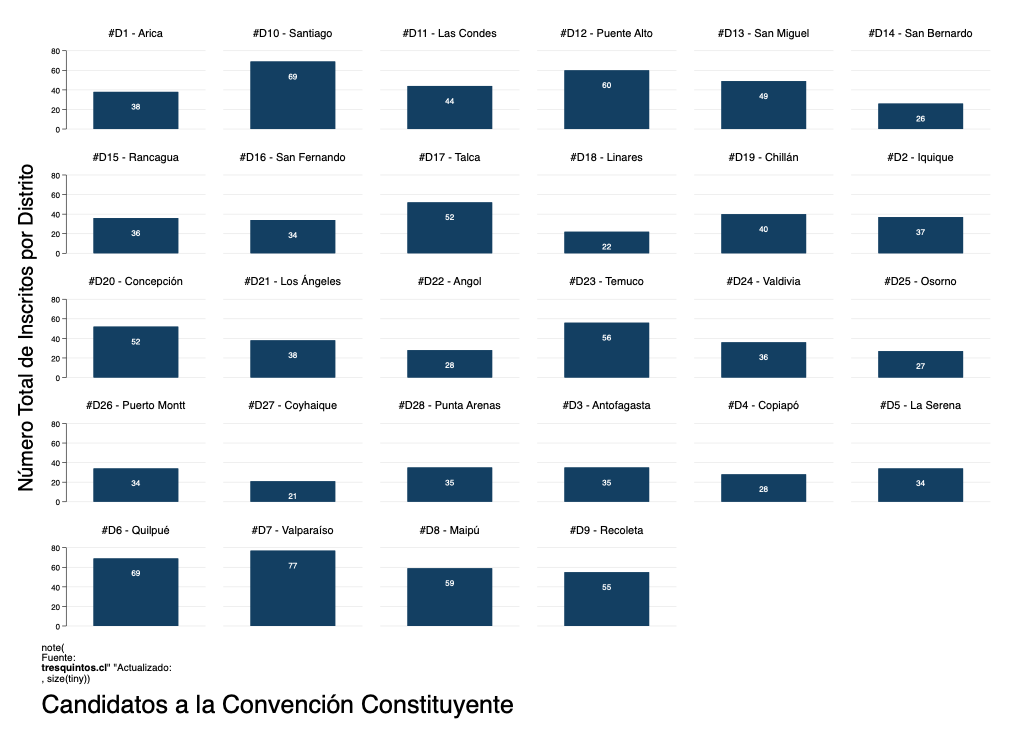 Número Total de Inscritos por Distrito
#D1 - Arica
#D10 - Santiago
#D11 - Las Condes
#D12 - Puente Alto
#D13 - San Miguel
#D14 - San Bernardo
80
60
40
20
0
38
69
44
60
49
26
#D15 - Rancagua
#D16 - San Fernando
#D17 - Talca
#D18 - Linares
#D19 - Chillán
#D2 - Iquique
80
60
40
20
0
36
34
52
22
40
37
#D20 - Concepción
#D21 - Los Ángeles
#D22 - Angol
#D23 - Temuco
#D24 - Valdivia
#D25 - Osorno
80
60
40
20
0
52
38
28
56
36
27
#D26 - Puerto Montt
#D27 - Coyhaique
#D28 - Punta Arenas
#D3 - Antofagasta
#D4 - Copiapó
#D5 - La Serena
80
60
40
20
0
34
21
35
35
28
34
#D6 - Quilpué
#D7 - Valparaíso
#D8 - Maipú
#D9 - Recoleta
80
60
40
20
0
69
77
59
55
note(
Fuente:
tresquintos.cl" "Actualizado:
, size(tiny))
Candidatos a la Convención Constituyente